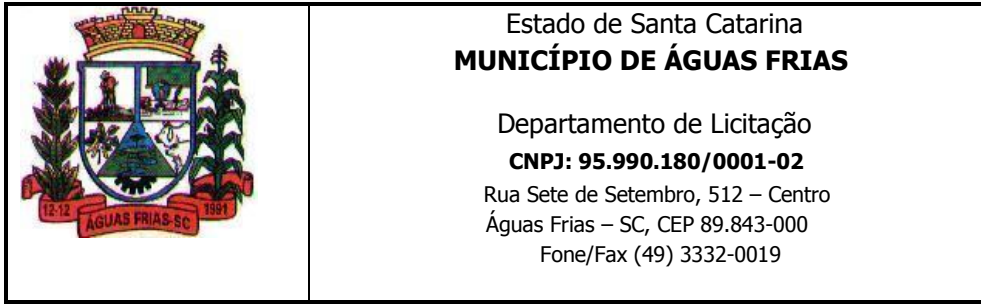 Estado de Santa Catarina
MUNICÍPIO DE ÁGUAS FRIAS
Departamento de Licitação
CNPJ: 95.990.180/0001-02
Rua Sete de Setembro, 512 – Centro
Águas Frias – SC, CEP 89.843-000
Fone/Fax (49) 3332-0019
12-12
ÁGUAS FRIAS-SC
1991